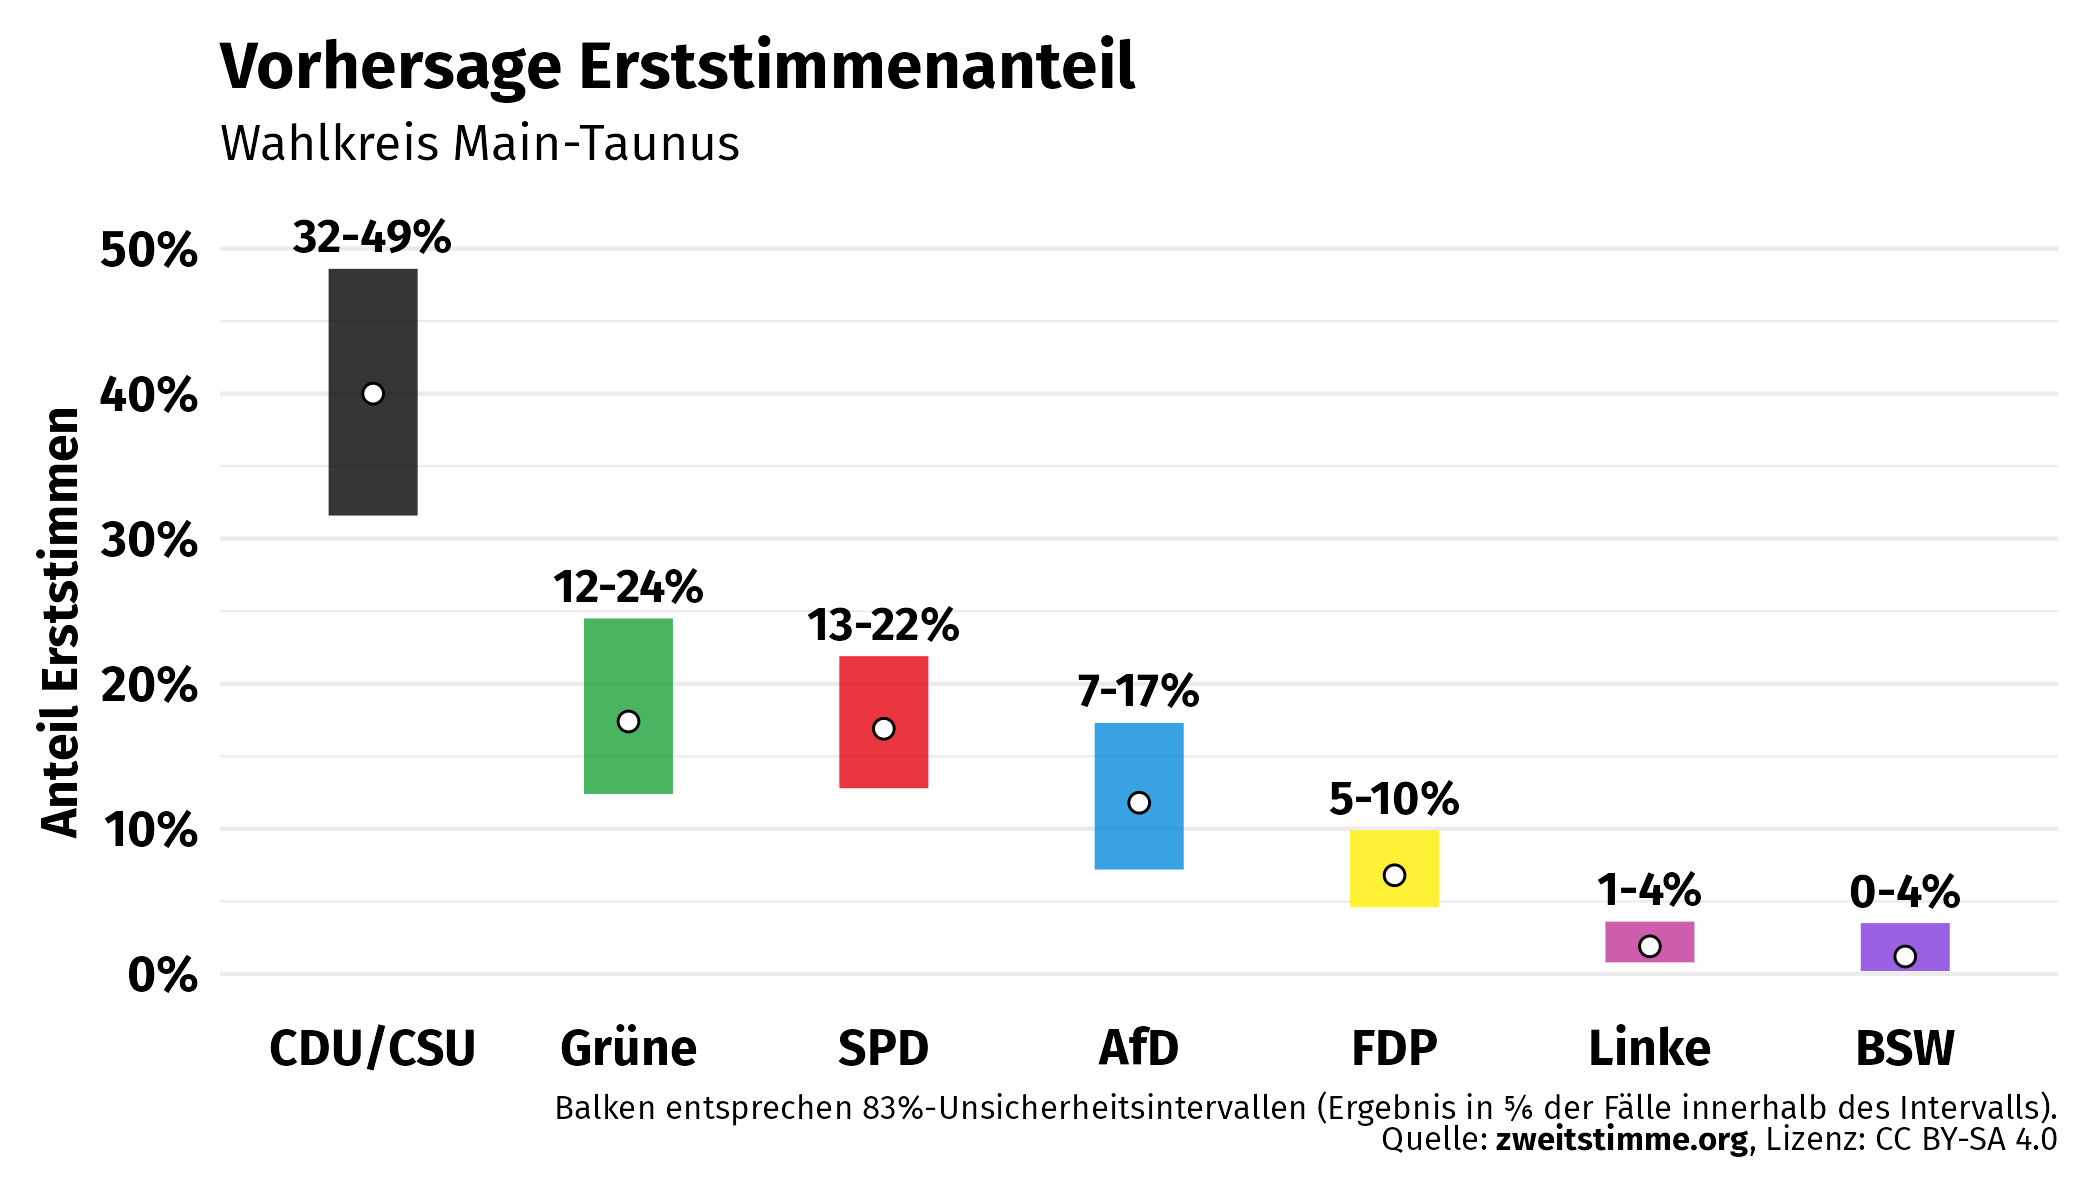 Vorhersage Erststimmenanteil
Wahlkreis Main-Taunus
Anteil Erststimmen
50%
40%
30%
20%
10%
0%
32-49%
12-24%
13-22%
7-17%
5-10%
1-4%
0-4%
CDU/CSU Grüne SPD AfD FDP Linke BSW
Balken entsprechen 83%-Unsicherheitsintervallen (Ergebnis in ⅚ der Fälle innerhalb des Intervalls).
Quelle: zweitstimme.org, Lizenz: CC BY-SA 4.0